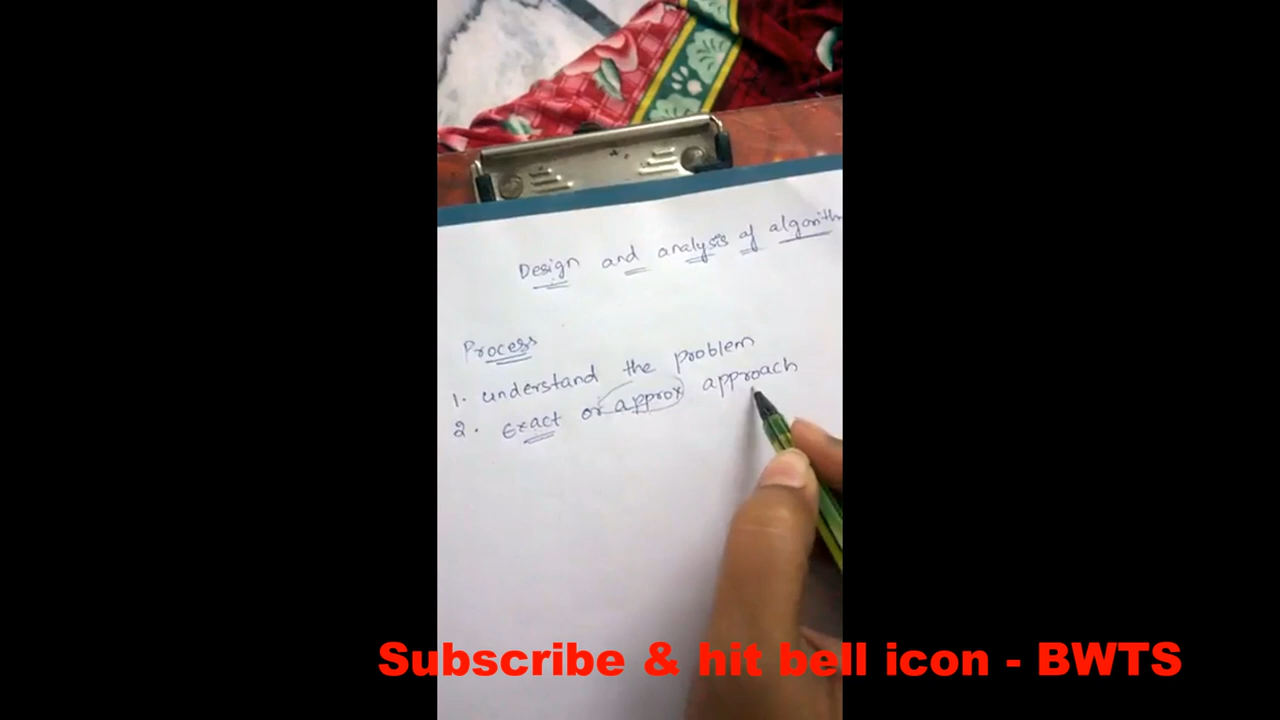 Design and analysis of algorith
Process
1. understand the problem
2. Exact or approx approach
Subscribe & hit bell icon - BWTS